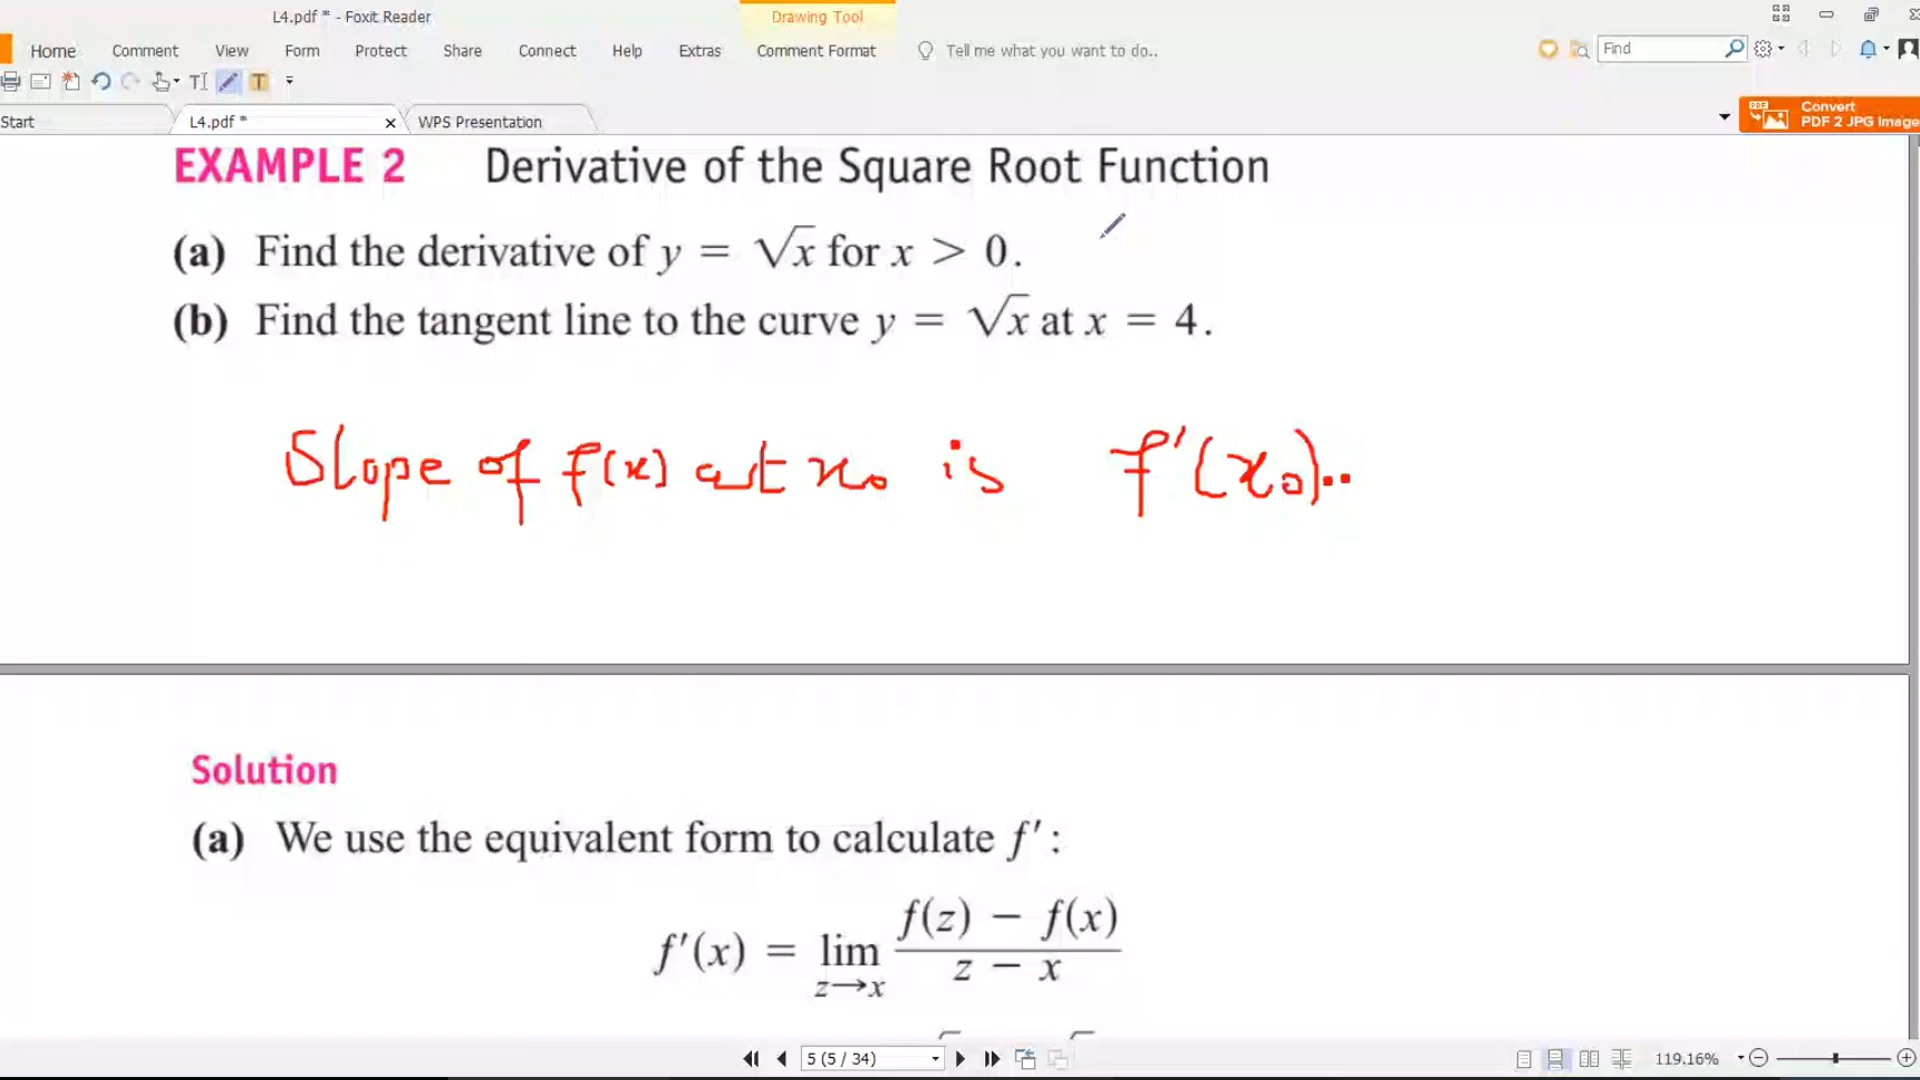 L4.pdf * - Foxit Reader
Drawing Tool
Home Comment View Form Protect Share Connect Help Extras Comment Format Tell me what you want to do.. Find
Start L4.pdf * WPS Presentation
Convert
PDF 2 JPG Image
EXAMPLE 2 Derivative of the Square Root Function
(a) Find the derivative of y = √x for x > 0.
(b) Find the tangent line to the curve y = √x at x = 4.
Slope of f(x) at x₀ is f'(x₀)..
Solution
(a) We use the equivalent form to calculate f':
f(z) − f(x)
f'(x) = lim
z − x
z→x
5 (5 / 34)
119.16%